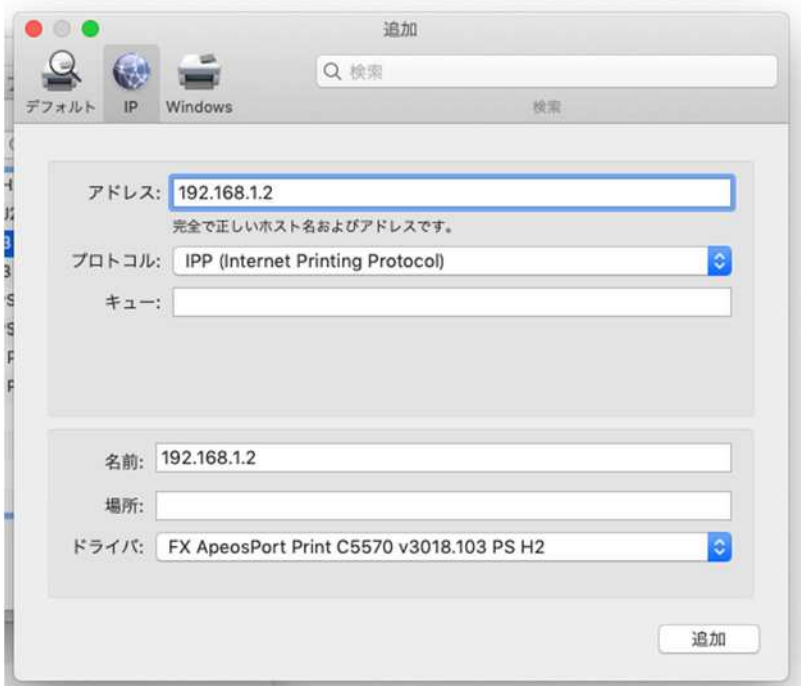 追加
検索
デフォルト IP Windows 検索
アドレス: 192.168.1.2
完全で正しいホスト名およびアドレスです。
プロトコル: IPP (Internet Printing Protocol)
キュー:
名前: 192.168.1.2
場所:
ドライバ: FX ApeosPort Print C5570 v3018.103 PS H2
追加